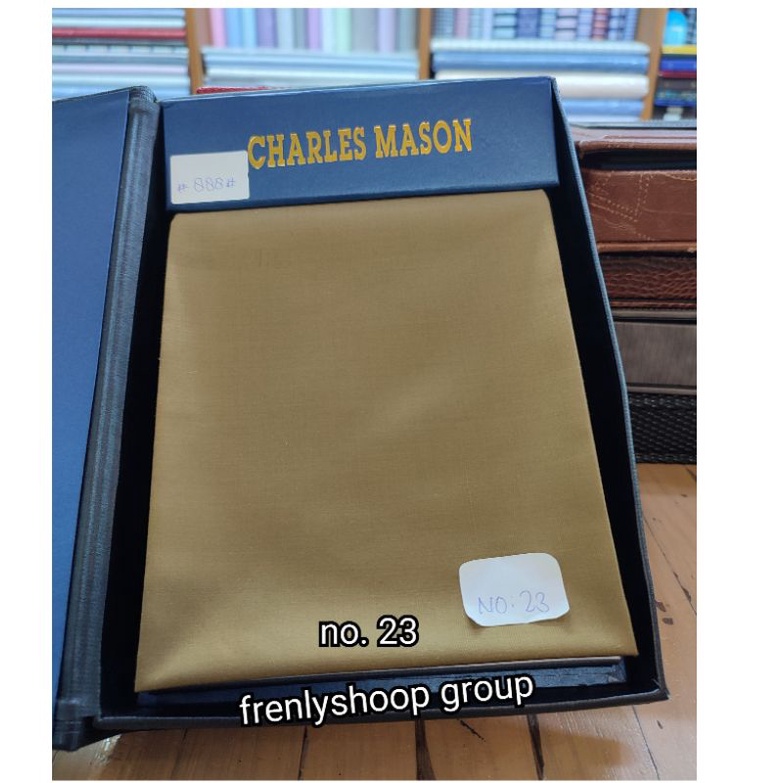 CHARLES MASON
# 888 #
NO: 23
no. 23
frenlyshoop group